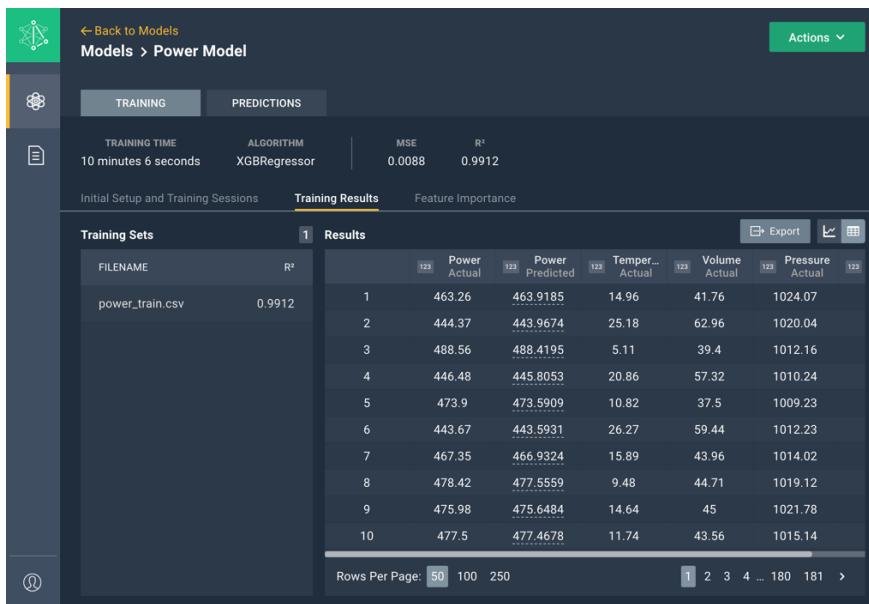 ← Back to Models
Models > Power Model
Actions
TRAINING PREDICTIONS
TRAINING TIME ALGORITHM MSE R²
10 minutes 6 seconds XGBRegressor 0.0088 0.9912
Initial Setup and Training Sessions Training Results Feature Importance
Training Sets 1 Results Export
FILENAME R²
power_train.csv 0.9912
123 Power Actual 123 Power Predicted 123 Temper... Actual 123 Volume Actual 123 Pressure Actual 123
1 463.26 463.9185 14.96 41.76 1024.07
2 444.37 443.9674 25.18 62.96 1020.04
3 488.56 488.4195 5.11 39.4 1012.16
4 446.48 445.8053 20.86 57.32 1010.24
5 473.9 473.5909 10.82 37.5 1009.23
6 443.67 443.5931 26.27 59.44 1012.23
7 467.35 466.9324 15.89 43.96 1014.02
8 478.42 477.5559 9.48 44.71 1019.12
9 475.98 475.6484 14.64 45 1021.78
10 477.5 477.4678 11.74 43.56 1015.14
Rows Per Page: 50 100 250 1 2 3 4 ... 180 181 >